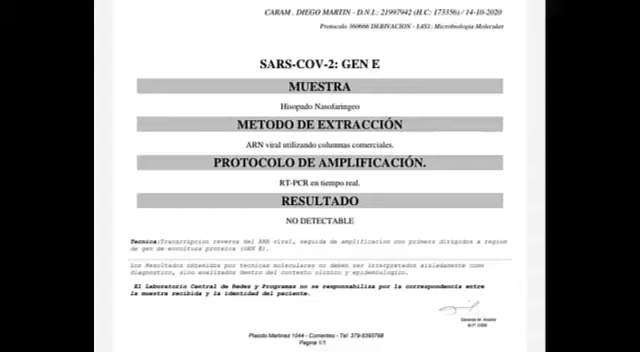 CARAM . DIEGO MARTIN - D.N.I.: 21997942 (H.C: 173356) / 14-10-2020
Protocolo 360666 DERIVACION - IAS1: Microbiología Molecular
SARS-COV-2: GEN E
MUESTRA
Hisopado Nasofaríngeo
METODO DE EXTRACCIÓN
ARN viral utilizando columnas comerciales.
PROTOCOLO DE AMPLIFICACIÓN.
RT-PCR en tiempo real.
RESULTADO
NO DETECTABLE
Tecnica:Transcripcion reversa del ARN viral, seguida de amplificacion con primero dirigidos a region
de gen de envoltura proteica (GEN E).
Los Resultados obtenidos por tecnicas moleculares no deben ser interpretados aisladamente como
diagnostico, sino analizados dentro del contexto clinico y epidemiologico.
El Laboratorio Central de Redes y Programas no se responsabiliza por la correspondencia entre
la muestra recibida y la identidad del paciente.
Placido Martinez 1044 - Corrientes - Tel
Pagina 1/1